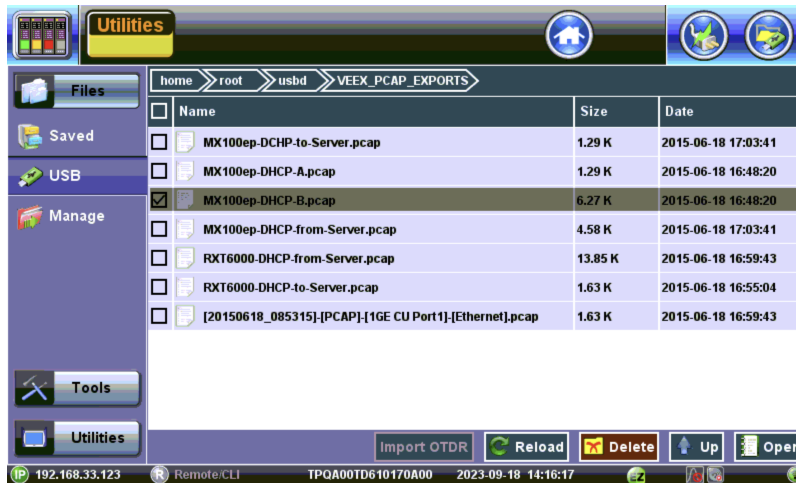 Utilities
Files
Saved
USB
Manage
Tools
Utilities
home root usbd VEEX_PCAP_EXPORTS
Name Size Date
MX100ep-DCHP-to-Server.pcap 1.29 K 2015-06-18 17:03:41
MX100ep-DHCP-A.pcap 1.29 K 2015-06-18 16:48:20
MX100ep-DHCP-B.pcap 6.27 K 2015-06-18 16:48:20
MX100ep-DHCP-from-Server.pcap 4.58 K 2015-06-18 17:03:41
RXT6000-DHCP-from-Server.pcap 13.85 K 2015-06-18 16:59:43
RXT6000-DHCP-to-Server.pcap 1.63 K 2015-06-18 16:55:04
[20150618_085315]-[PCAP]-[1GE CU Port1]-[Ethernet].pcap 1.63 K 2015-06-18 16:59:43
Import OTDR Reload Delete Up Oper
IP 192.168.33.123 R Remote/CLI TPQA00TD610170A00 2023-09-18 14:16:17 EZ